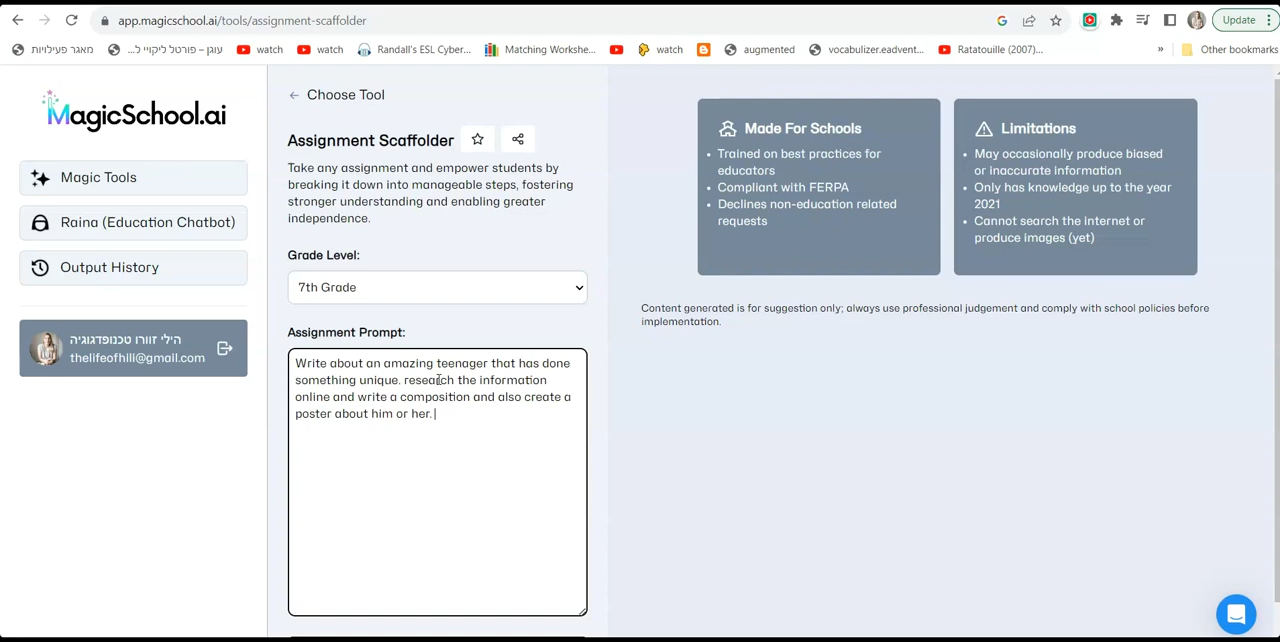 app.magicschool.ai/tools/assignment-scaffolder
Update
מאגר פעילויות
עוגן – פורטל ליקויי ל...
watch
watch
Randall's ESL Cyber...
Matching Workshe...
watch
augmented
vocabulizer.eadvent...
Ratatouille (2007)...
»
Other bookmarks
MagicSchool.ai
Magic Tools
Raina (Education Chatbot)
Output History
הילי זוורו טכנופדגוגיה
thelifeofhili@gmail.com
← Choose Tool
Assignment Scaffolder
Take any assignment and empower students by
breaking it down into manageable steps, fostering
stronger understanding and enabling greater
independence.
Grade Level:
7th Grade
Assignment Prompt:
Write about an amazing teenager that has done
something unique. research the information
online and write a composition and also create a
poster about him or her.
Made For Schools
• Trained on best practices for
educators
• Compliant with FERPA
• Declines non-education related
requests
Limitations
• May occasionally produce biased
or inaccurate information
• Only has knowledge up to the year
2021
• Cannot search the internet or
produce images (yet)
Content generated is for suggestion only; always use professional judgement and comply with school policies before
implementation.